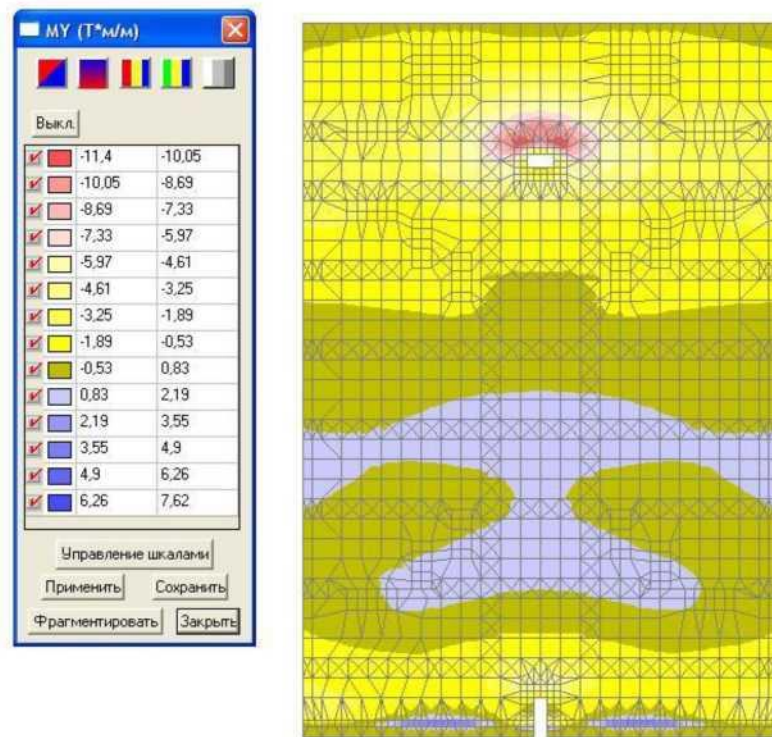 MY (Т*м/м)
Выкл.
-11,4 -10,05
-10,05 -8,69
-8,69 -7,33
-7,33 -5,97
-5,97 -4,61
-4,61 -3,25
-3,25 -1,89
-1,89 -0,53
-0,53 0,83
0,83 2,19
2,19 3,55
3,55 4,9
4,9 6,26
6,26 7,62
Управление шкалами
Применить Сохранить
Фрагментировать Закрыть